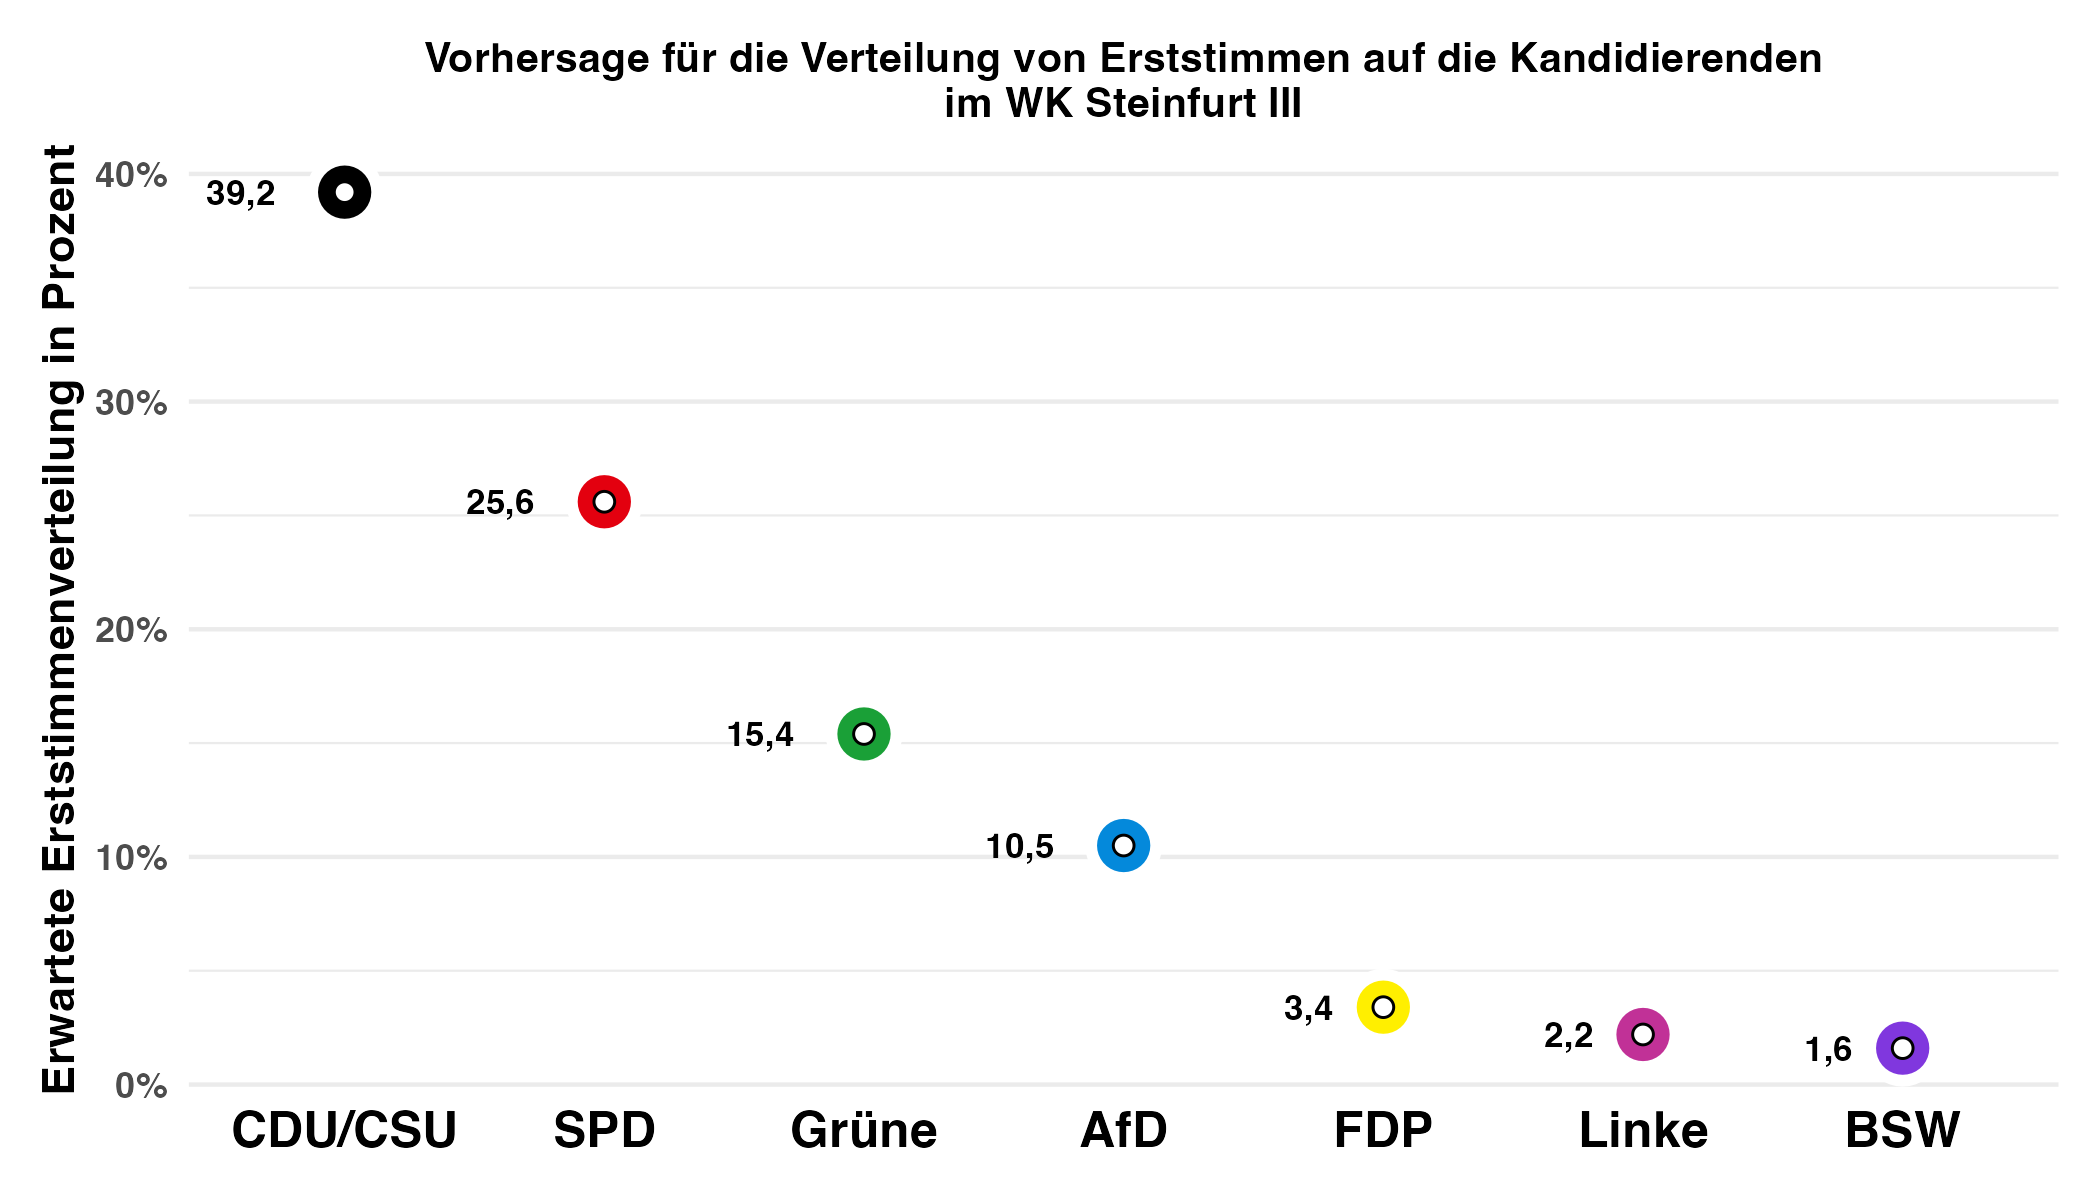 Vorhersage für die Verteilung von Erststimmen auf die Kandidierenden
im WK Steinfurt III
Erwartete Erststimmenverteilung in Prozent
40%
30%
20%
10%
0%
39,2
25,6
15,4
10,5
3,4
2,2
1,6
CDU/CSU
SPD
Grüne
AfD
FDP
Linke
BSW